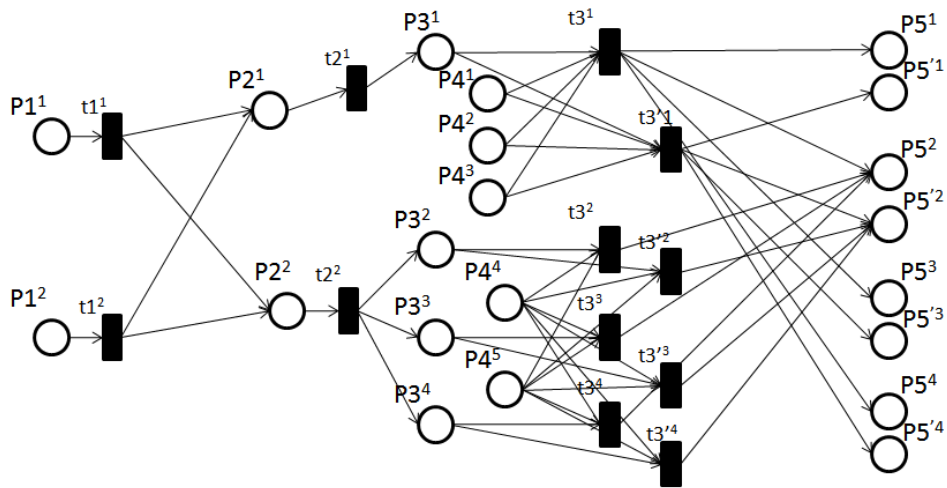 P3¹
t3¹
P5¹
t2¹
P2¹
P4¹
P5'¹
P1¹
t1¹
P4²
t3'1
P4³
P5²
P3²
t3²
P5'²
t3'²
P2²
t2²
P4⁴
P5³
P1²
t1²
P3³
t3³
P5'³
P4⁵
t3'³
P3⁴
t3⁴
P5⁴
t3'⁴
P5'⁴